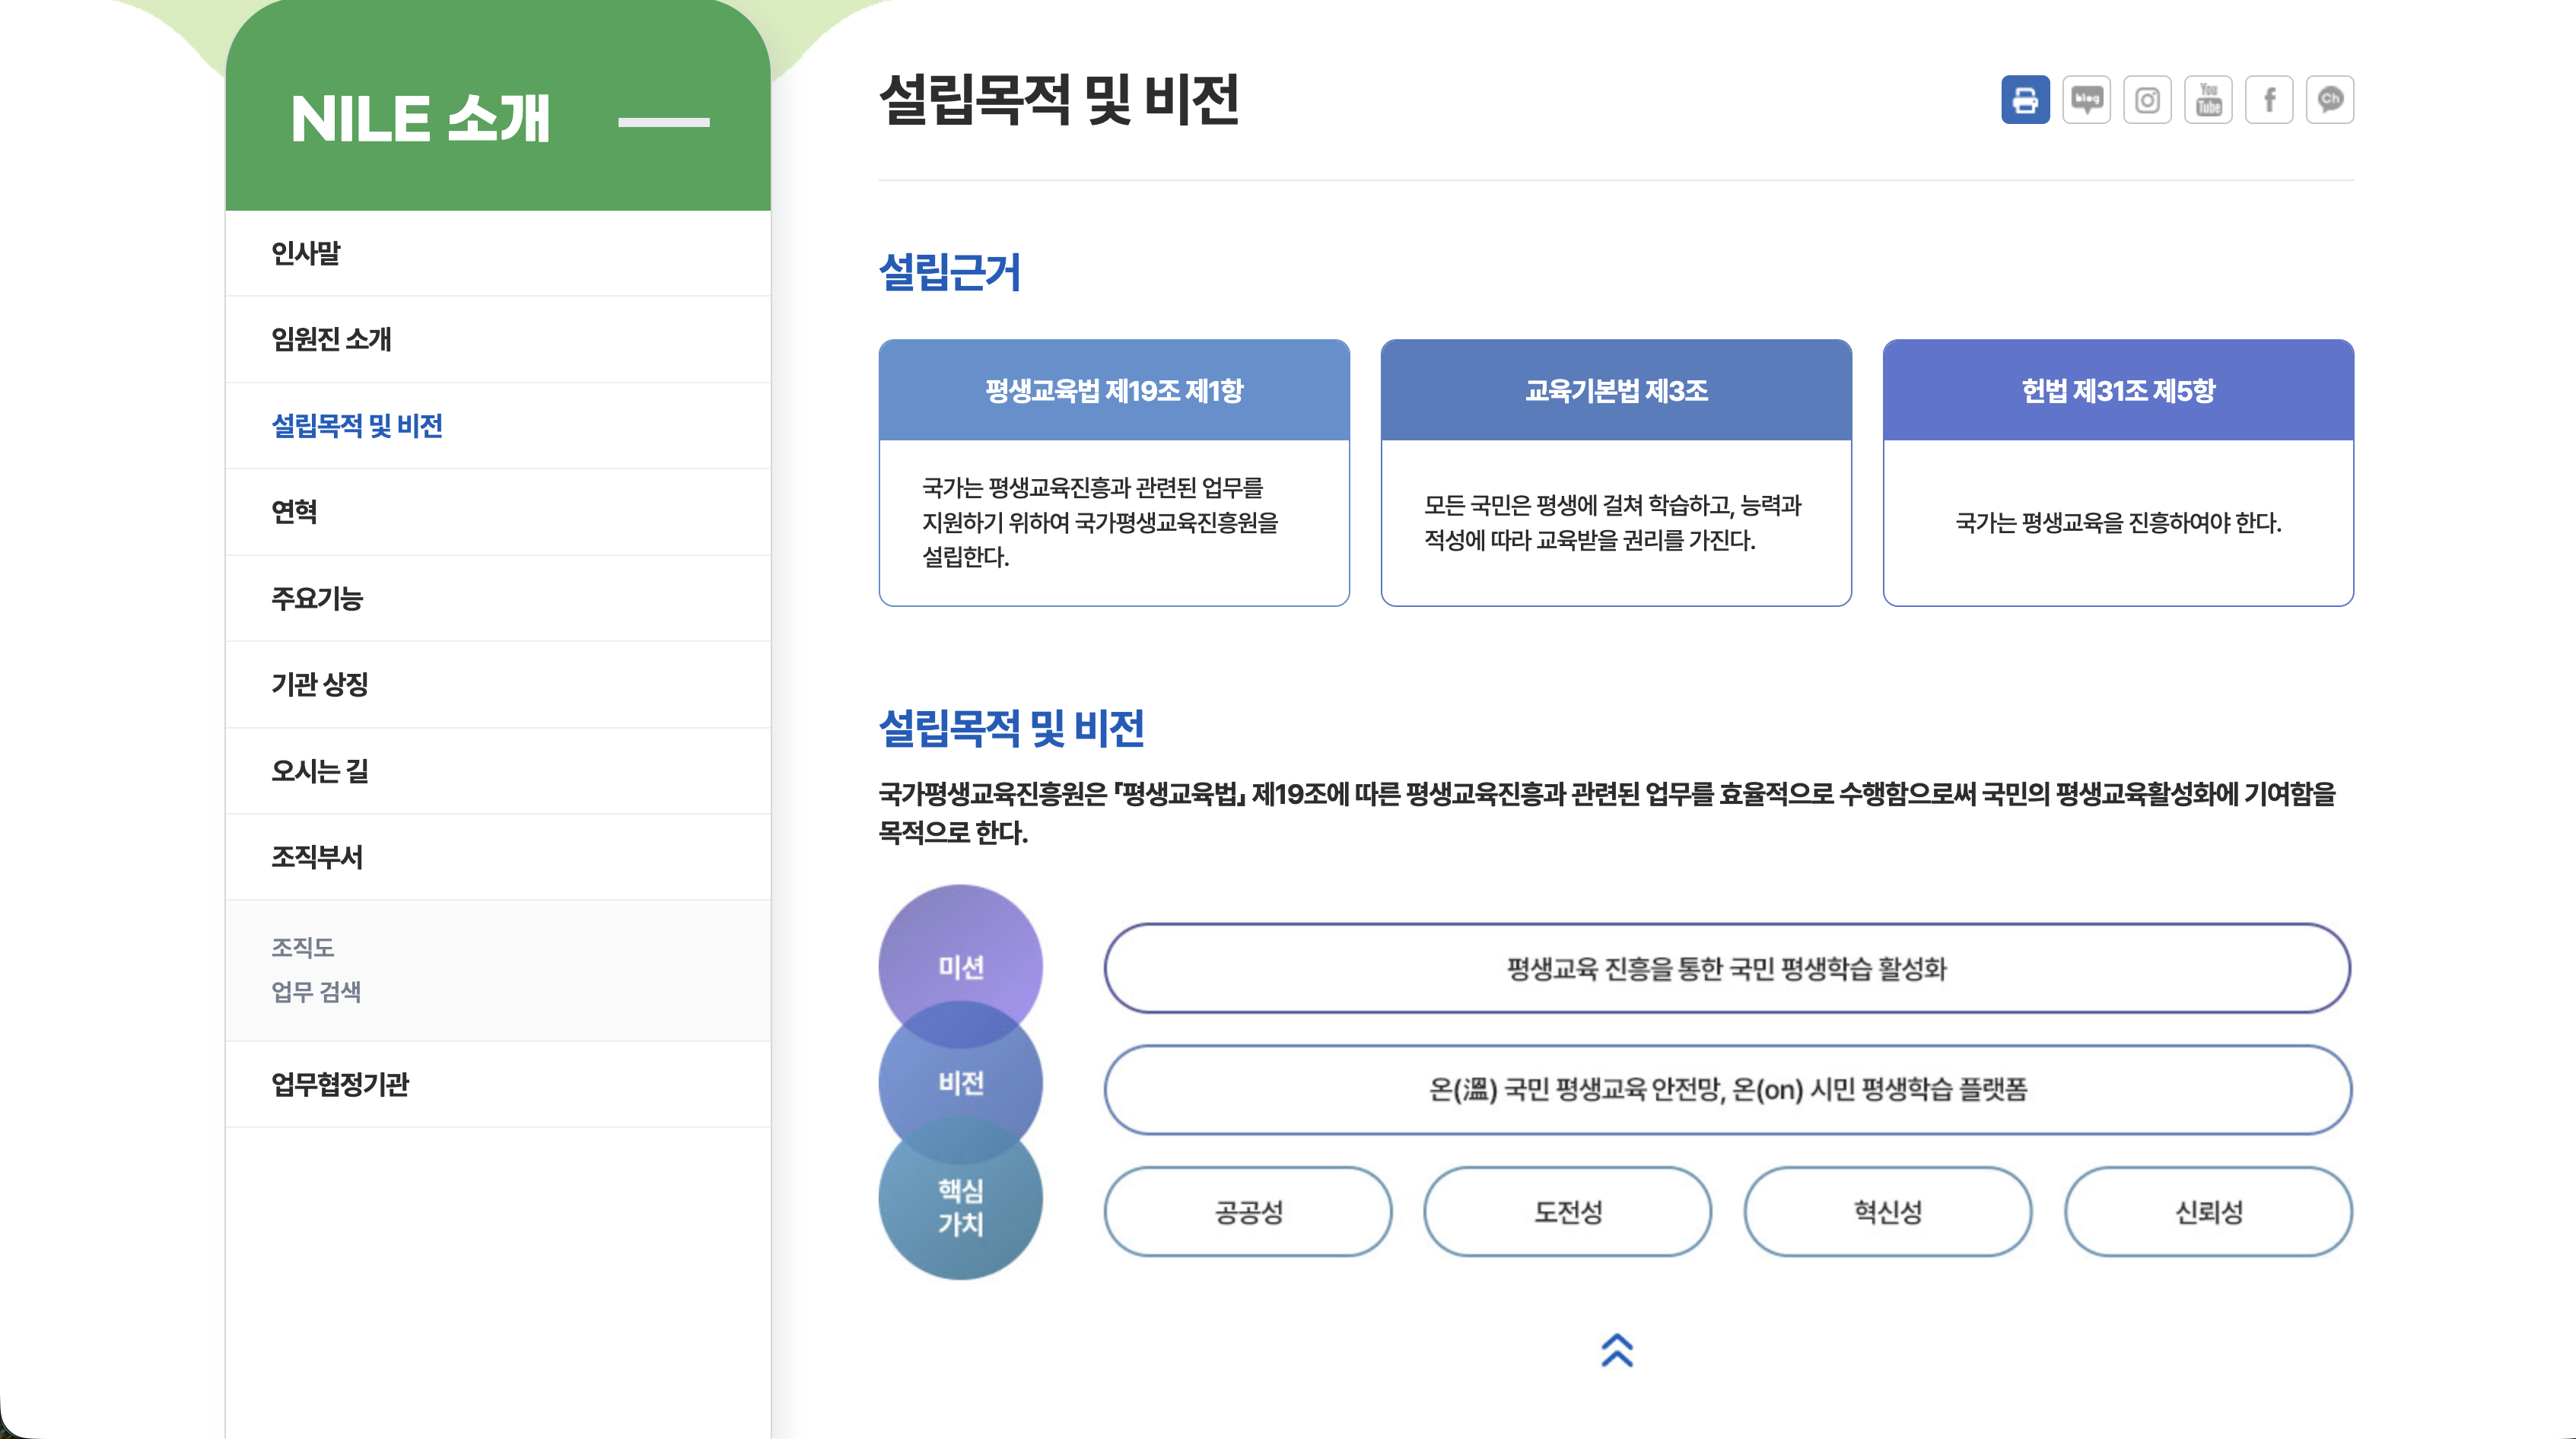 NILE 소개
인사말
임원진 소개
설립목적 및 비전
연혁
주요기능
기관 상징
오시는 길
조직부서
조직도
업무 검색
업무협정기관
설립목적 및 비전
blog
You
Tube
f
Ch
설립근거
평생교육법 제19조 제1항
국가는 평생교육진흥과 관련된 업무를
지원하기 위하여 국가평생교육진흥원을
설립한다.
교육기본법 제3조
모든 국민은 평생에 걸쳐 학습하고, 능력과
적성에 따라 교육받을 권리를 가진다.
헌법 제31조 제5항
국가는 평생교육을 진흥하여야 한다.
설립목적 및 비전
국가평생교육진흥원은 『평생교육법』 제19조에 따른 평생교육진흥과 관련된 업무를 효율적으로 수행함으로써 국민의 평생교육활성화에 기여함을
목적으로 한다.
미션
평생교육 진흥을 통한 국민 평생학습 활성화
비전
온(溫) 국민 평생교육 안전망, 온(on) 시민 평생학습 플랫폼
핵심
가치
공공성
도전성
혁신성
신뢰성